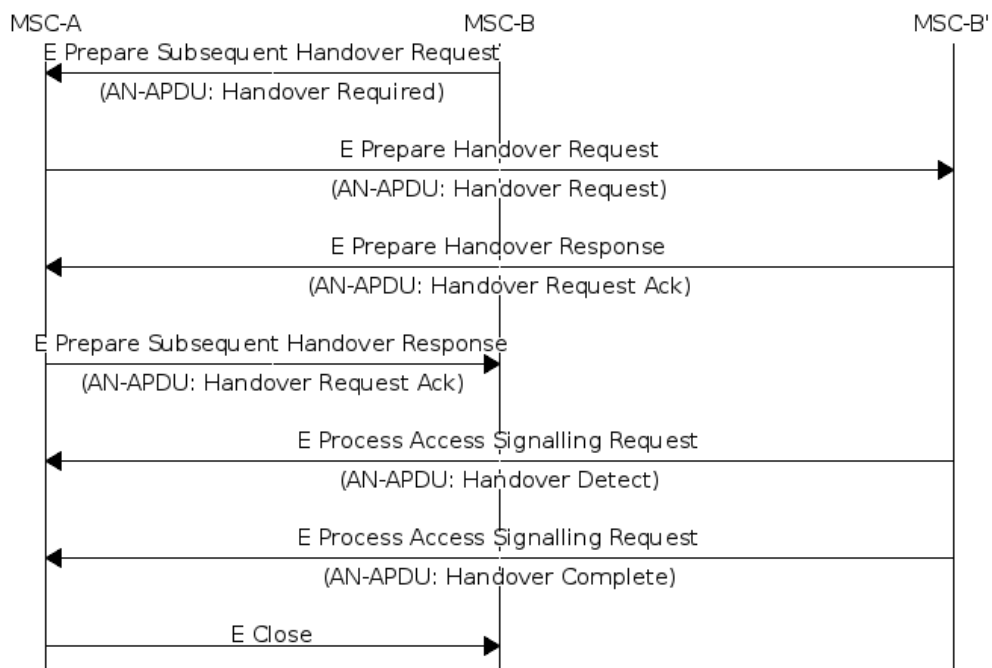 MSC-A MSC-B MSC-B'
E Prepare Subsequent Handover Request
(AN-APDU: Handover Required)
E Prepare Handover Request
(AN-APDU: Handover Request)
E Prepare Handover Response
(AN-APDU: Handover Request Ack)
E Prepare Subsequent Handover Response
(AN-APDU: Handover Request Ack)
E Process Access Signalling Request
(AN-APDU: Handover Detect)
E Process Access Signalling Request
(AN-APDU: Handover Complete)
E Close